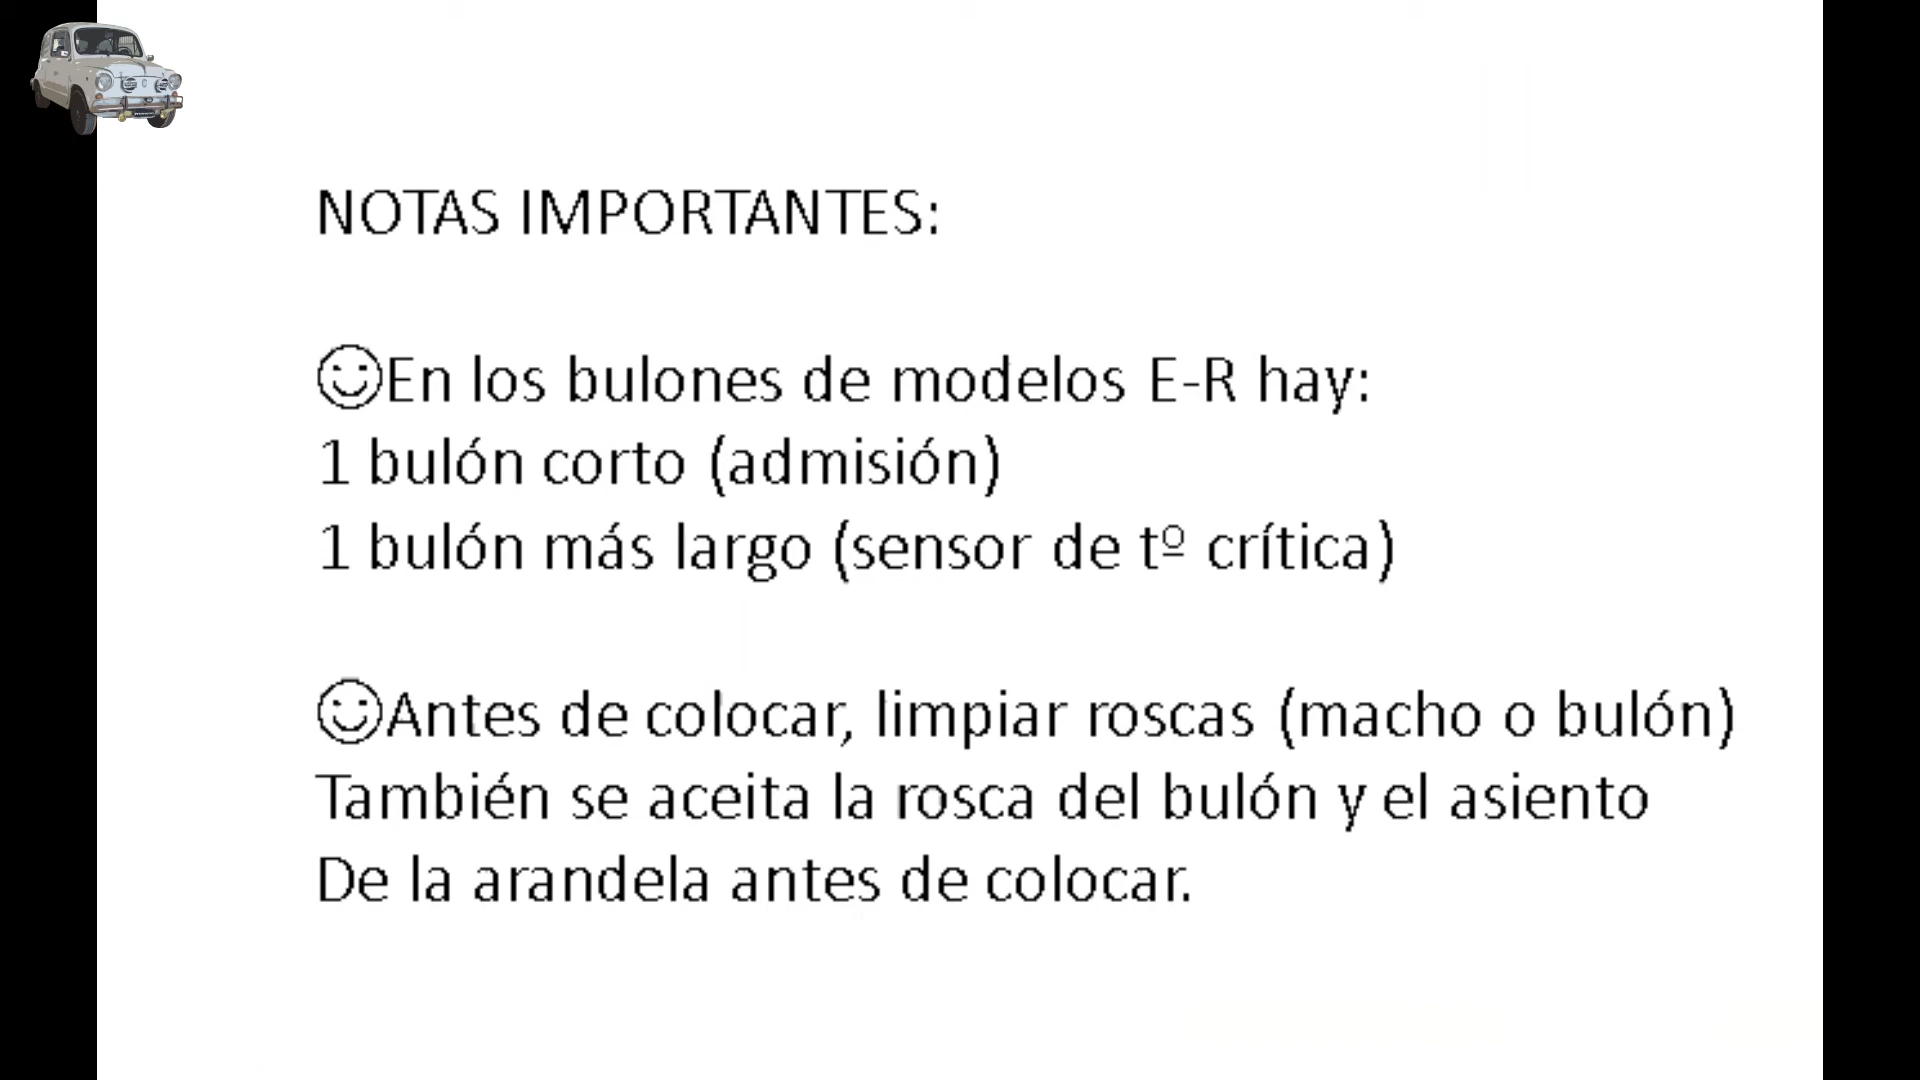 NOTAS IMPORTANTES:
☺En los bulones de modelos E-R hay:
1 bulón corto (admisión)
1 bulón más largo (sensor de tº crítica)
☺Antes de colocar, limpiar roscas (macho o bulón)
También se aceita la rosca del bulón y el asiento
De la arandela antes de colocar.